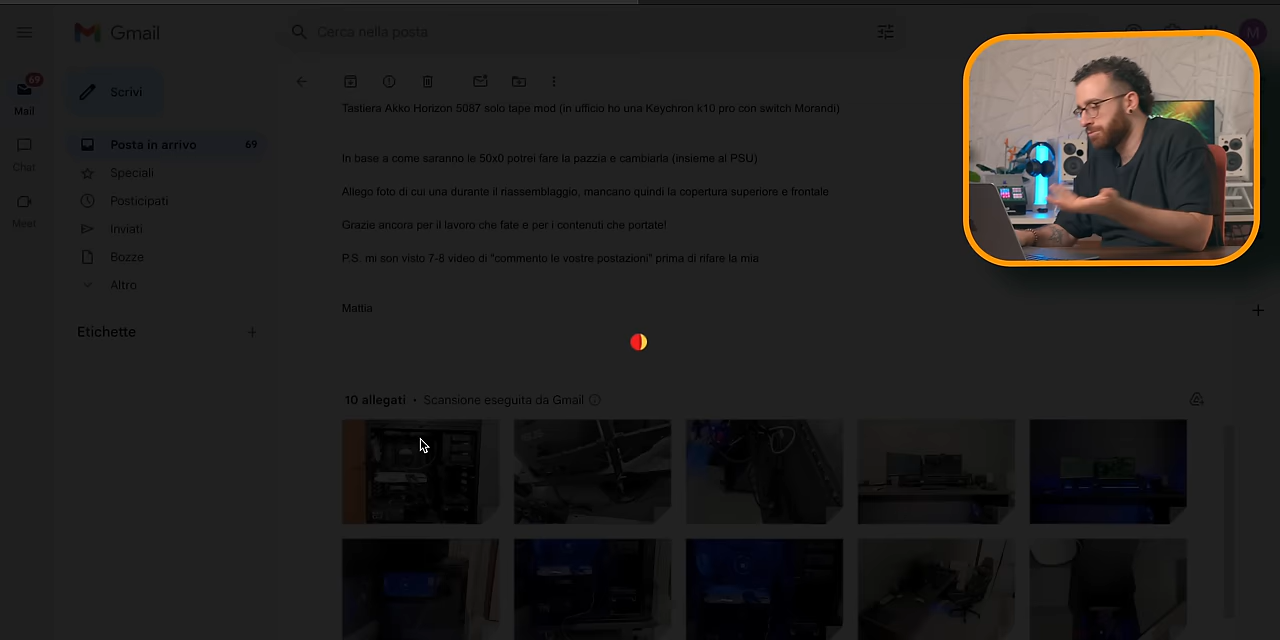 Gmail
Cerca nella posta
M
69
Mail
Scrivi
Chat
Meet
Posta in arrivo 69
Speciali
Posticipati
Inviati
Bozze
Altro
Etichette
Tastiera Akko Horizon 5087 solo tape mod (in ufficio ho una Keychron k10 pro con switch Morandi)
In base a come saranno le 50x0 potrei fare la pazzia e cambiarla (insieme al PSU)
Allego foto di cui una durante il riassemblaggio, mancano quindi la copertura superiore e frontale
Grazie ancora per il lavoro che fate e per i contenuti che portate!
P.S. mi son visto 7-8 video di "commento le vostre postazioni" prima di rifare la mia
Mattia
10 allegati • Scansione eseguita da Gmail